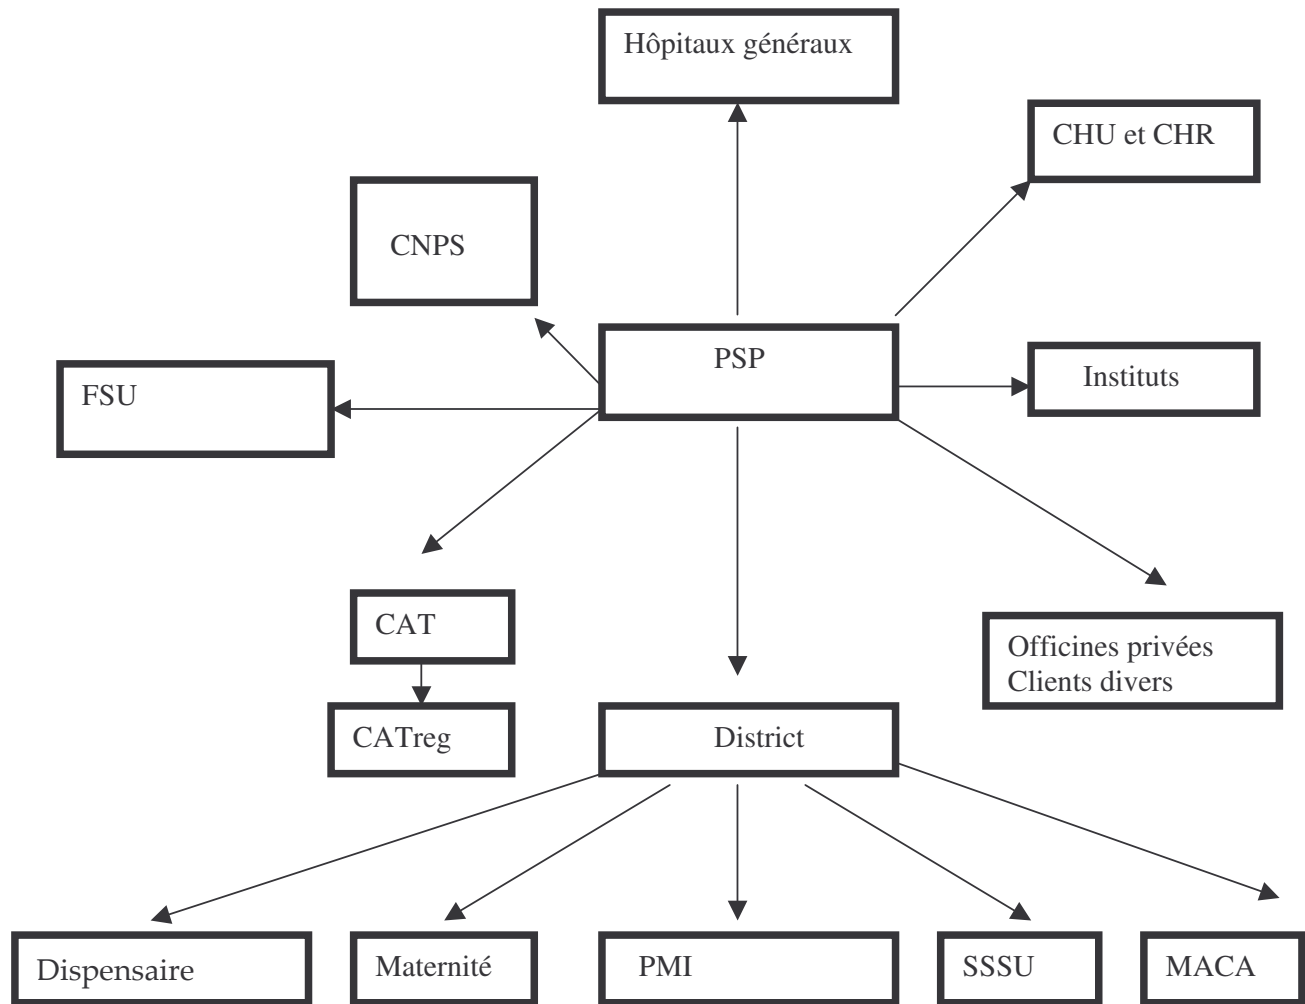 Hôpitaux généraux
CHU et CHR
CNPS
PSP
Instituts
FSU
CAT
Officines privées
Clients divers
CATreg
District
Dispensaire
Maternité
PMI
SSSU
MACA